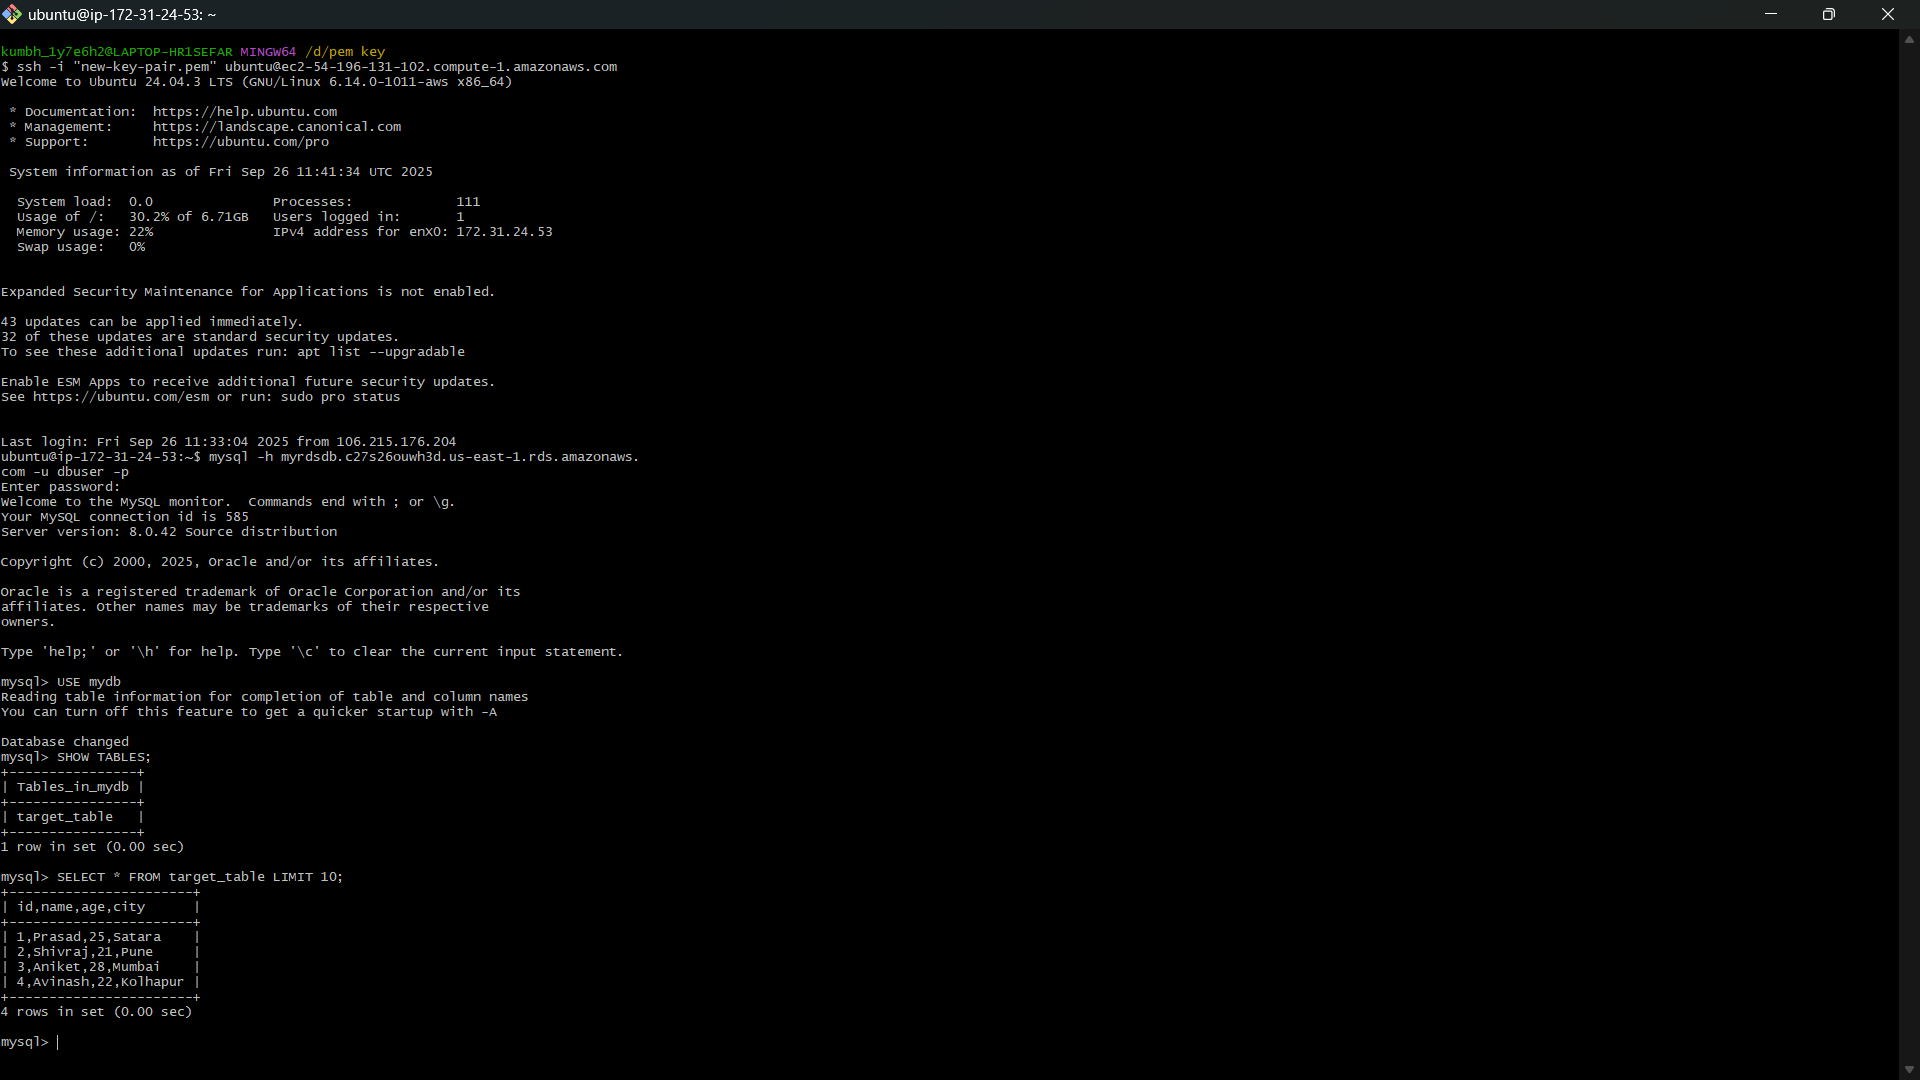 ubuntu@ip-172-31-24-53: ~
kumbh_1y7e6h2@LAPTOP-HR1SEFAR MINGW64 /d/pem key
$ ssh -i "new-key-pair.pem" ubuntu@ec2-54-196-131-102.compute-1.amazonaws.com
Welcome to Ubuntu 24.04.3 LTS (GNU/Linux 6.14.0-1011-aws x86_64)
* Documentation:  https://help.ubuntu.com
* Management:     https://landscape.canonical.com
* Support:        https://ubuntu.com/pro
System information as of Fri Sep 26 11:41:34 UTC 2025
System load:  0.0               Processes:             111
Usage of /:   30.2% of 6.71GB   Users logged in:       1
Memory usage: 22%               IPv4 address for enX0: 172.31.24.53
Swap usage:   0%
Expanded Security Maintenance for Applications is not enabled.
43 updates can be applied immediately.
32 of these updates are standard security updates.
To see these additional updates run: apt list --upgradable
Enable ESM Apps to receive additional future security updates.
See https://ubuntu.com/esm or run: sudo pro status
Last login: Fri Sep 26 11:33:04 2025 from 106.215.176.204
ubuntu@ip-172-31-24-53:~$ mysql -h myrdsdb.c27s26ouwh3d.us-east-1.rds.amazonaws.
com -u dbuser -p
Enter password:
Welcome to the MySQL monitor.  Commands end with ; or \g.
Your MySQL connection id is 585
Server version: 8.0.42 Source distribution
Copyright (c) 2000, 2025, Oracle and/or its affiliates.
Oracle is a registered trademark of Oracle Corporation and/or its
affiliates. Other names may be trademarks of their respective
owners.
Type 'help;' or '\h' for help. Type '\c' to clear the current input statement.
mysql> USE mydb
Reading table information for completion of table and column names
You can turn off this feature to get a quicker startup with -A
Database changed
mysql> SHOW TABLES;
+----------------+
| Tables_in_mydb |
+----------------+
| target_table   |
+----------------+
1 row in set (0.00 sec)
mysql> SELECT * FROM target_table LIMIT 10;
+-----------------------+
| id,name,age,city      |
+-----------------------+
| 1,Prasad,25,Satara    |
| 2,Shivraj,21,Pune     |
| 3,Aniket,28,Mumbai    |
| 4,Avinash,22,Kolhapur |
+-----------------------+
4 rows in set (0.00 sec)
mysql>